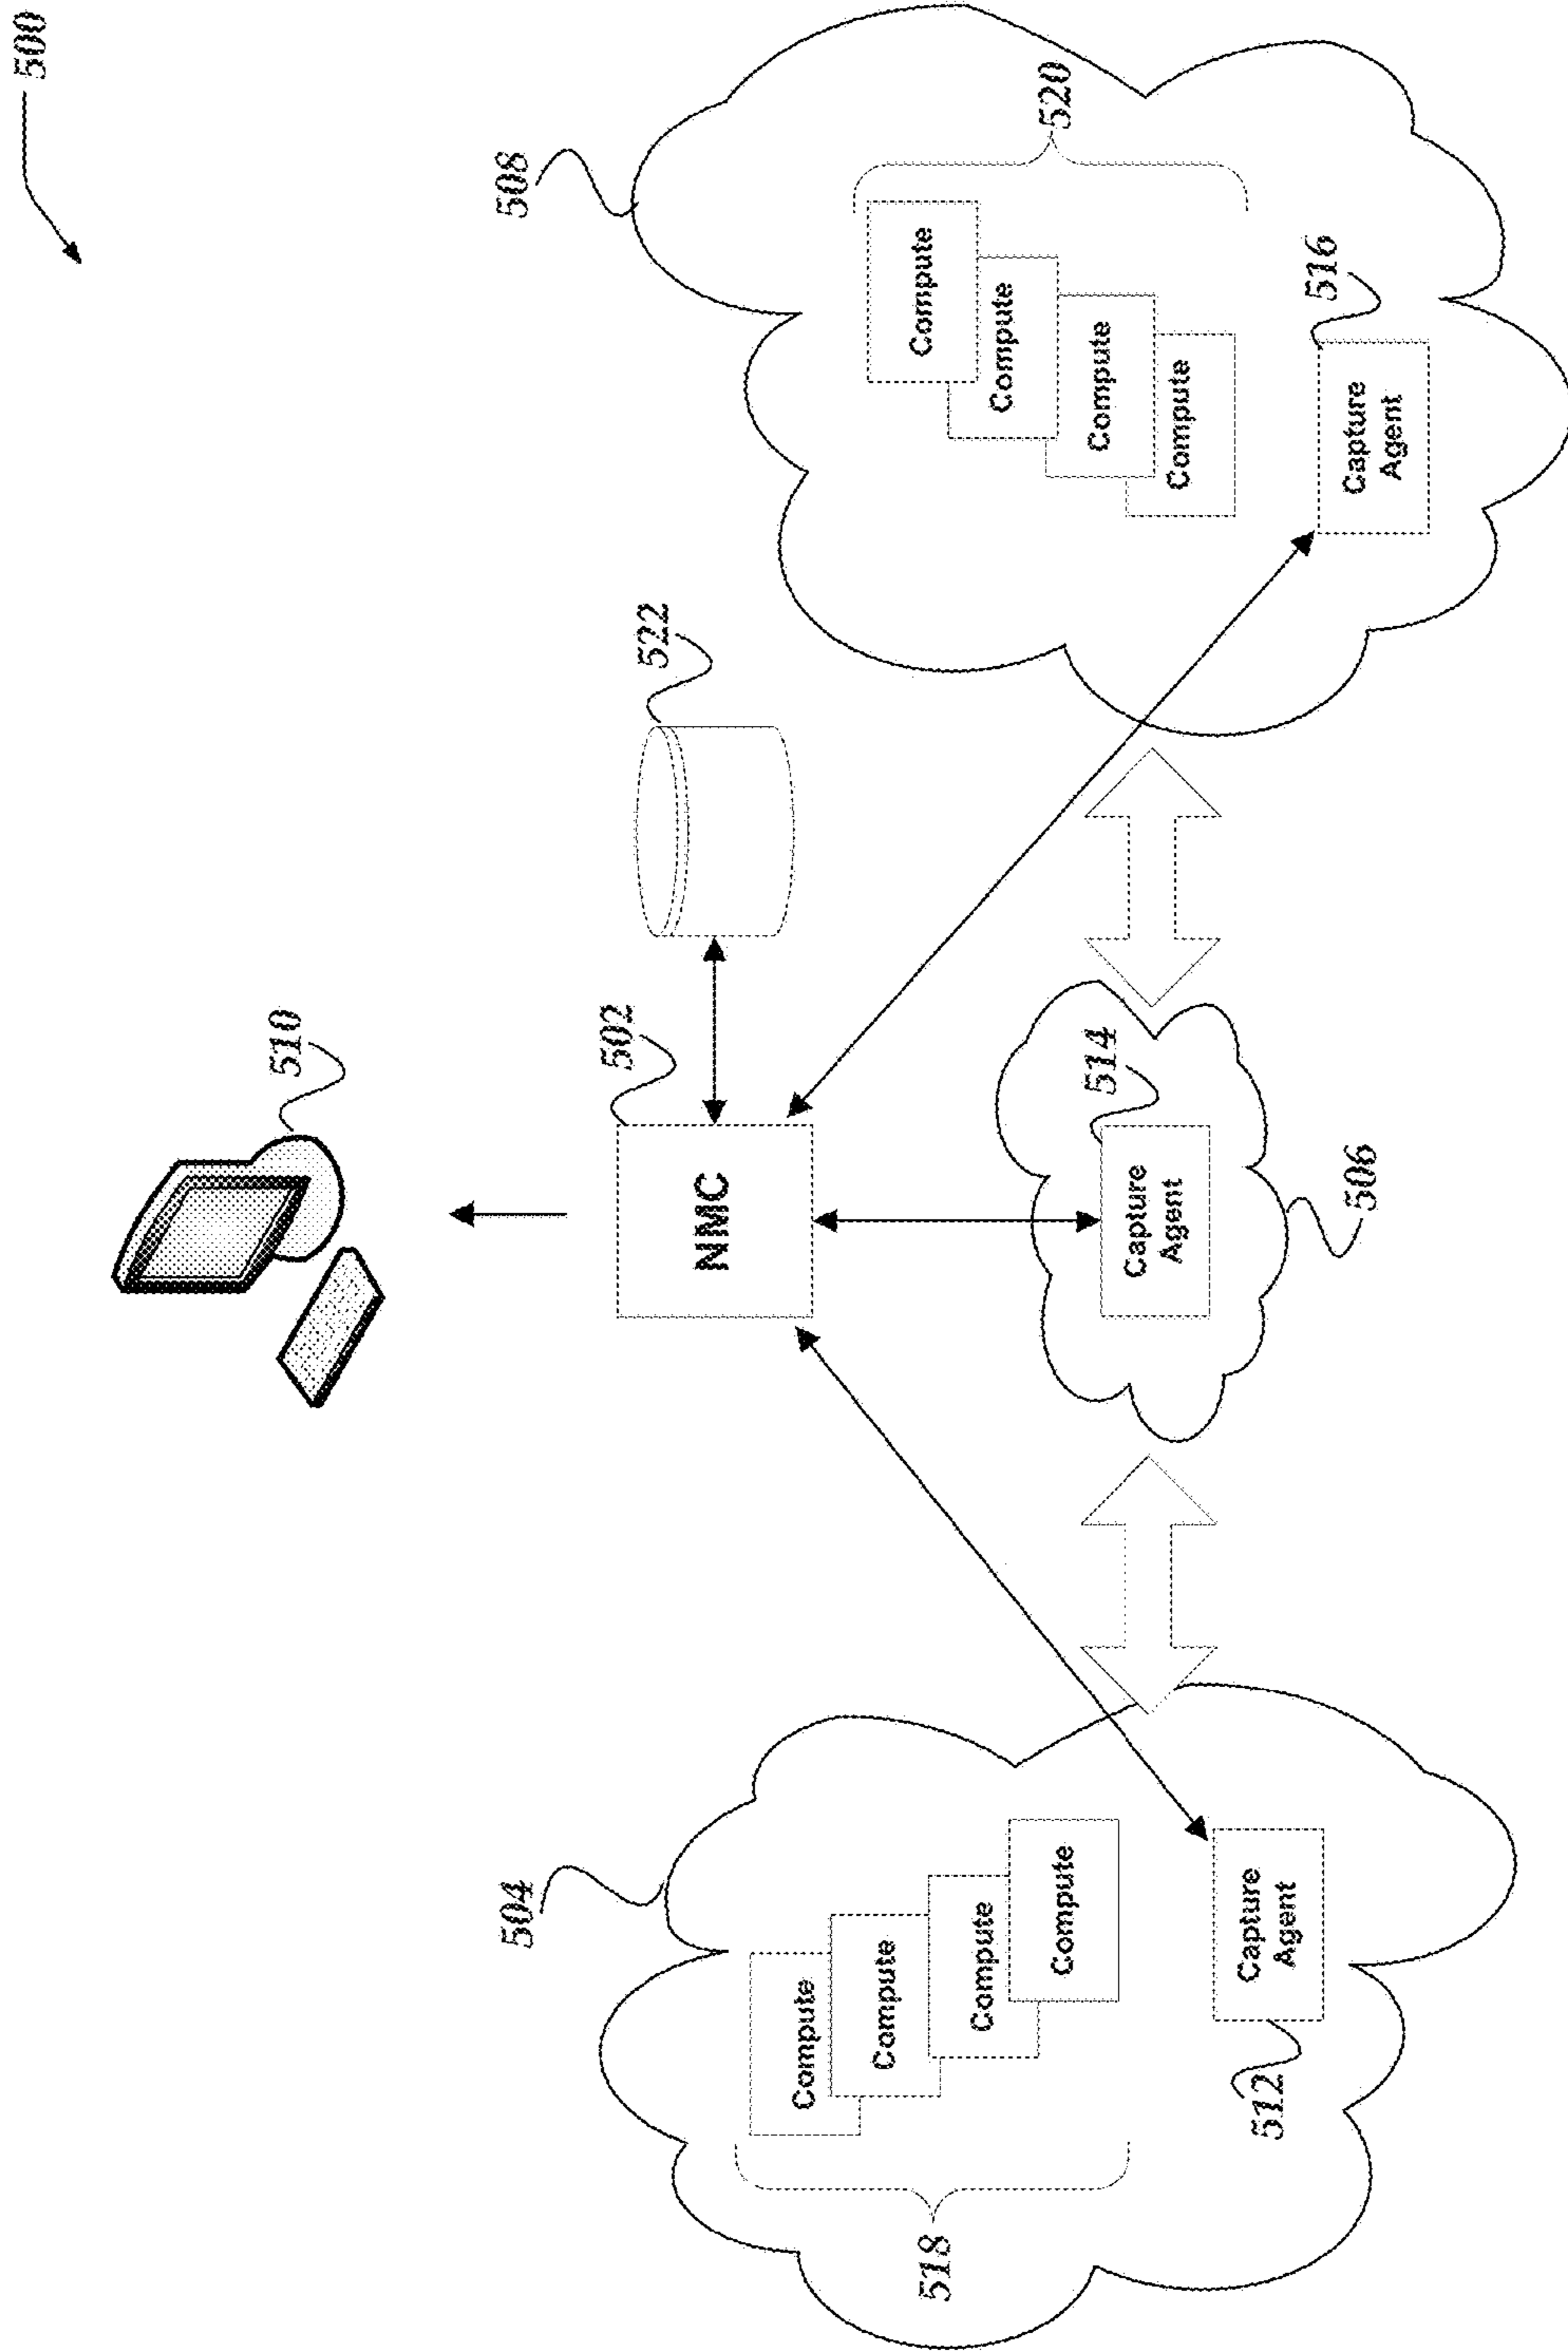 500
510
504
502
522
508
NMC
Compute
Compute
Compute
Compute
518
Compute
Compute
Compute
Compute
520
514
Capture
Agent
506
512
Capture
Agent
516
Capture
Agent